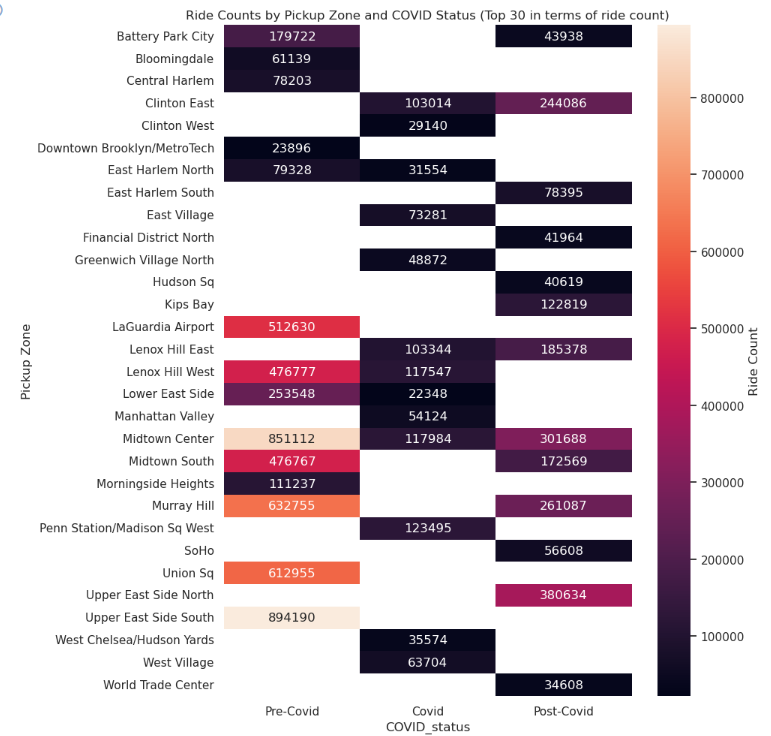 Ride Counts by Pickup Zone and COVID Status (Top 30 in terms of ride count)
Battery Park City 179722 43938
Bloomingdale 61139
Central Harlem 78203
Clinton East 103014 244086
Clinton West 29140
Downtown Brooklyn/MetroTech 23896
East Harlem North 79328 31554
East Harlem South 78395
East Village 73281
Financial District North 41964
Greenwich Village North 48872
Hudson Sq 40619
Kips Bay 122819
LaGuardia Airport 512630
Lenox Hill East 103344 185378
Lenox Hill West 476777 117547
Lower East Side 253548 22348
Manhattan Valley 54124
Midtown Center 851112 117984 301688
Midtown South 476767 172569
Morningside Heights 111237
Murray Hill 632755 261087
Penn Station/Madison Sq West 123495
SoHo 56608
Union Sq 612955
Upper East Side North 380634
Upper East Side South 894190
West Chelsea/Hudson Yards 35574
West Village 63704
World Trade Center 34608
Pre-Covid Covid Post-Covid
COVID_status
Pickup Zone
800000
700000
600000
500000
400000
300000
200000
100000
Ride Count